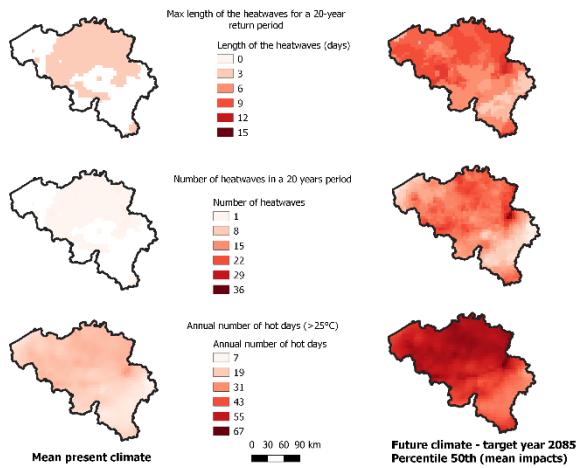 Max length of the heatwaves for a 20-year
return period
Length of the heatwaves (days)
0
3
6
9
12
15
Number of heatwaves in a 20 years period
Number of heatwaves
1
8
15
22
29
36
Annual number of hot days (>25°C)
Annual number of hot days
7
19
31
43
55
67
Mean present climate
0 30 60 90 km
Future climate - target year 2085
Percentile 50th (mean impacts)